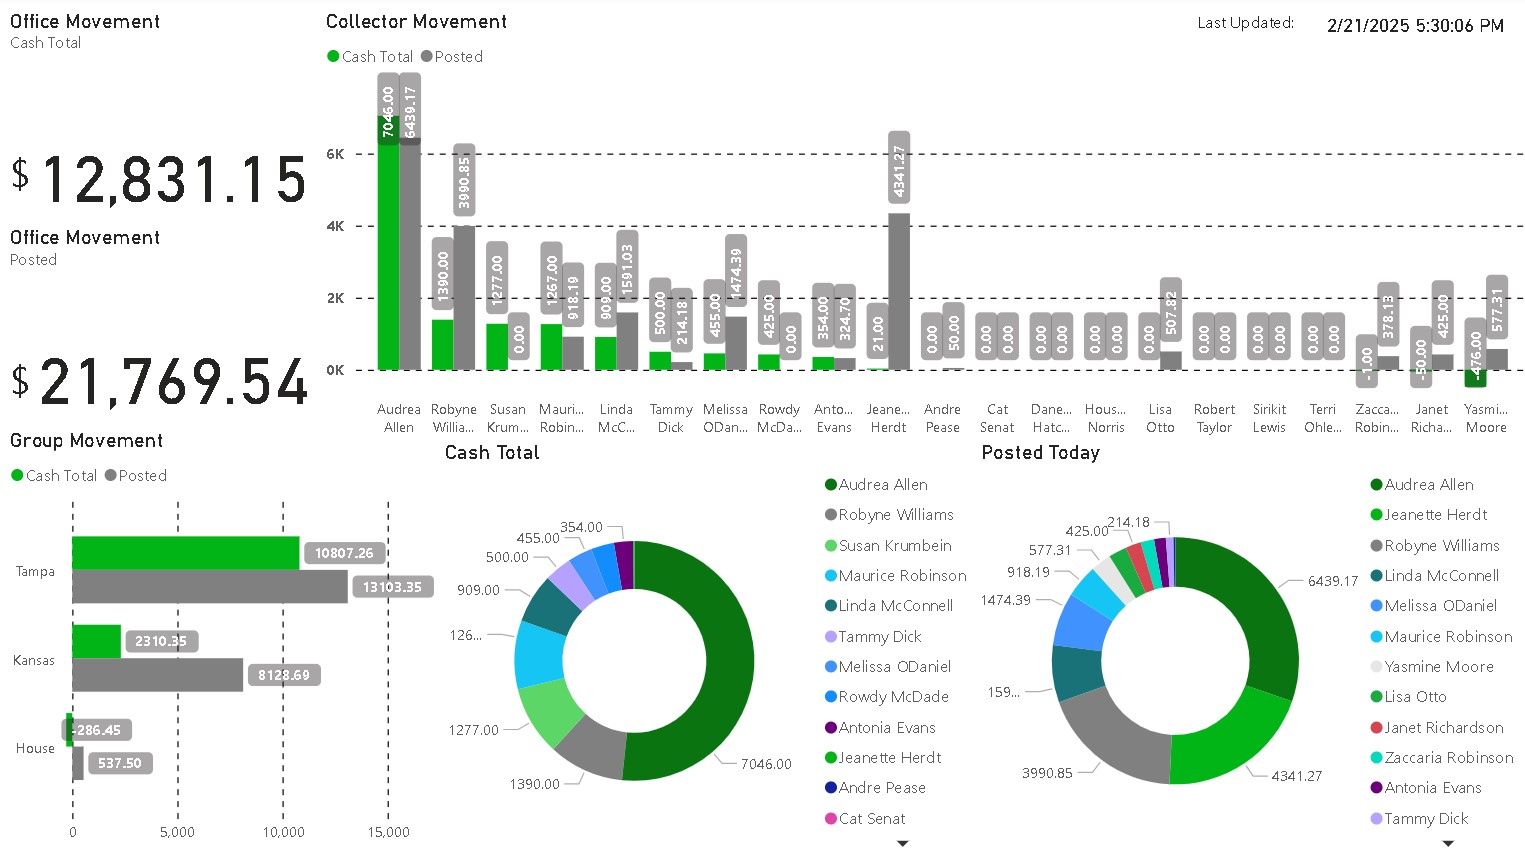 Office Movement
Cash Total
$ 12,831.15
Office Movement
Posted
$ 21,769.54
Collector Movement
Cash Total Posted
Last Updated: 2/21/2025 5:30:06 PM
6K
4K
2K
0K
7046.00 6439.17
1390.00 3990.85
1277.00 0.00
1267.00 918.19
909.00 1591.03
500.00 214.18
455.00 1474.39
425.00 0.00
354.00 324.70
21.00 4341.27
0.00 50.00
0.00 0.00
0.00 0.00
0.00 0.00
0.00 507.82
0.00 0.00
0.00 0.00
0.00 0.00
-1.00 378.13
-50.00 425.00
-476.00 577.31
Audrea Robyne Susan Mauri... Linda Tammy Melissa Rowdy Anto... Jeane... Andre Cat Dane... Hous... Lisa Robert Sirikit Terri Zacca... Janet Yasmi...
Allen Willia... Krum... Robin... McC... Dick ODan... McDa... Evans Herdt Pease Senat Hatc... Norris Otto Taylor Lewis Ohle... Robin... Richa... Moore
Group Movement
Cash Total Posted
Tampa
10807.26
13103.35
Kansas
2310.35
8128.69
House
-286.45
537.50
0 5,000 10,000 15,000
Cash Total
354.00
455.00
500.00
909.00
126...
1277.00
1390.00
7046.00
Audrea Allen
Robyne Williams
Susan Krumbein
Maurice Robinson
Linda McConnell
Tammy Dick
Melissa ODaniel
Rowdy McDade
Antonia Evans
Jeanette Herdt
Andre Pease
Cat Senat
Posted Today
214.18
425.00
577.31
918.19
1474.39
159...
3990.85
6439.17
4341.27
Audrea Allen
Jeanette Herdt
Robyne Williams
Linda McConnell
Melissa ODaniel
Maurice Robinson
Yasmine Moore
Lisa Otto
Janet Richardson
Zaccaria Robinson
Antonia Evans
Tammy Dick